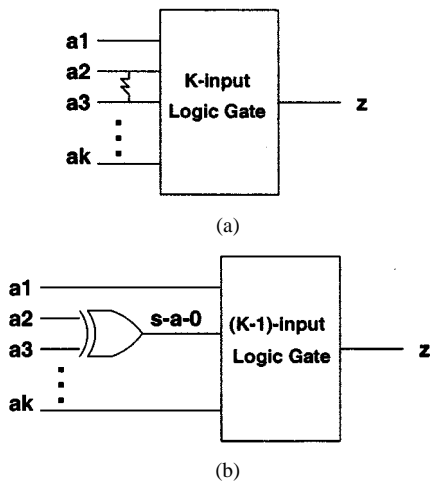 a1
a2
a3
ak
K-input
Logic Gate
z
(a)
a1
a2
a3
ak
s-a-0
(K-1)-input
Logic Gate
z
(b)